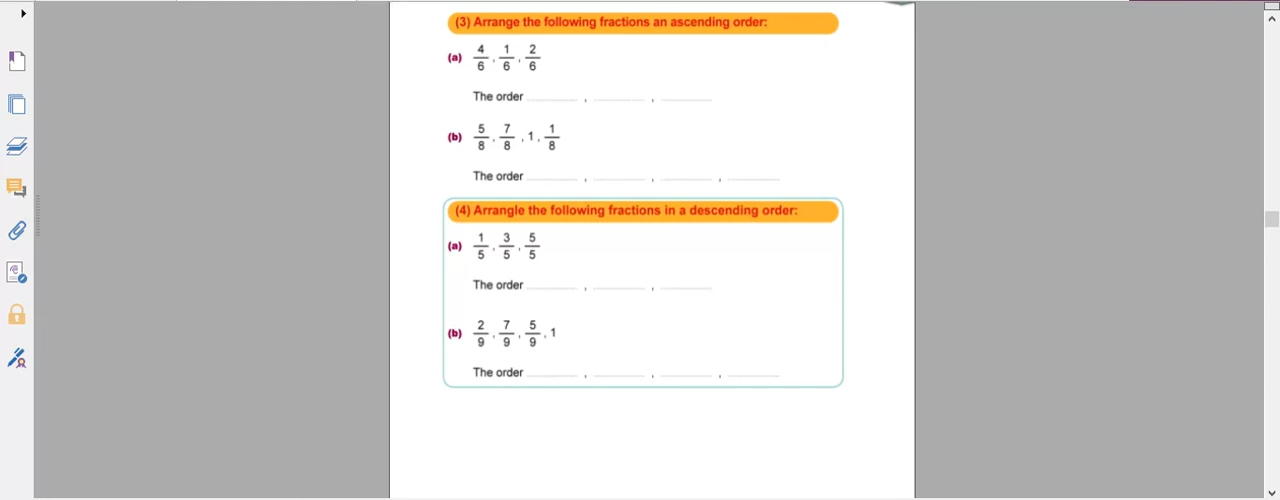 (3) Arrange the following fractions an ascending order:
(a) 4/6 , 1/6 , 2/6
The order ............ , ............ , ............
(b) 5/8 , 7/8 , 1 , 1/8
The order ............ , ............ , ............ , ............
(4) Arrangle the following fractions in a descending order:
(a) 1/5 , 3/5 , 5/5
The order ............ , ............ , ............
(b) 2/9 , 7/9 , 5/9 , 1
The order ............ , ............ , ............ , ............